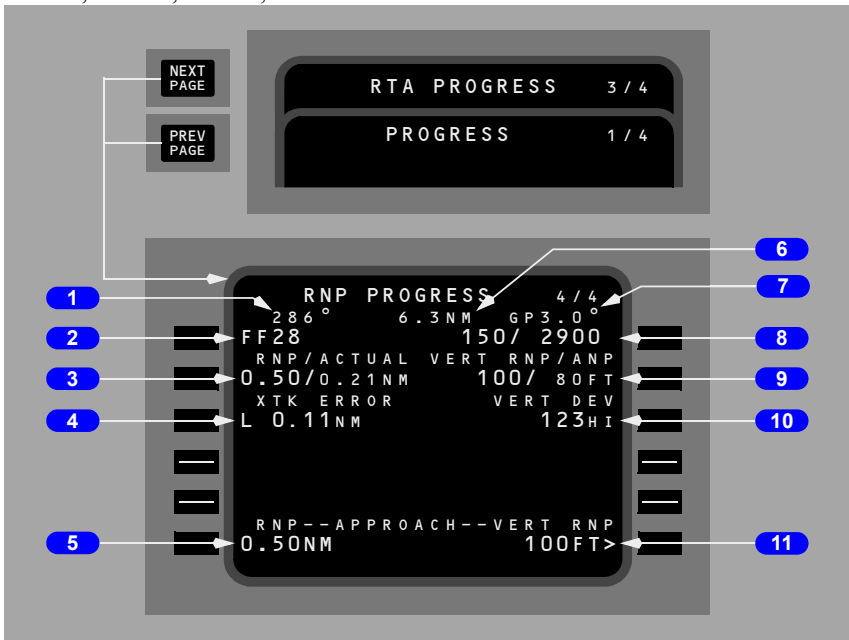 NEXT
PAGE
RTA PROGRESS 3/4
PREV
PAGE
PROGRESS 1/4
6
7
1
RNP PROGRESS 4/4
286° 6.3NM GP3.0°
2
FF28 150/ 2900
8
RNP/ACTUAL VERT RNP/ANP
3
0.50/0.21NM 100/ 80FT
9
XTK ERROR VERT DEV
4
L 0.11NM 123HI
10
RNP--APPROACH--VERT RNP
5
0.50NM 100FT>
11